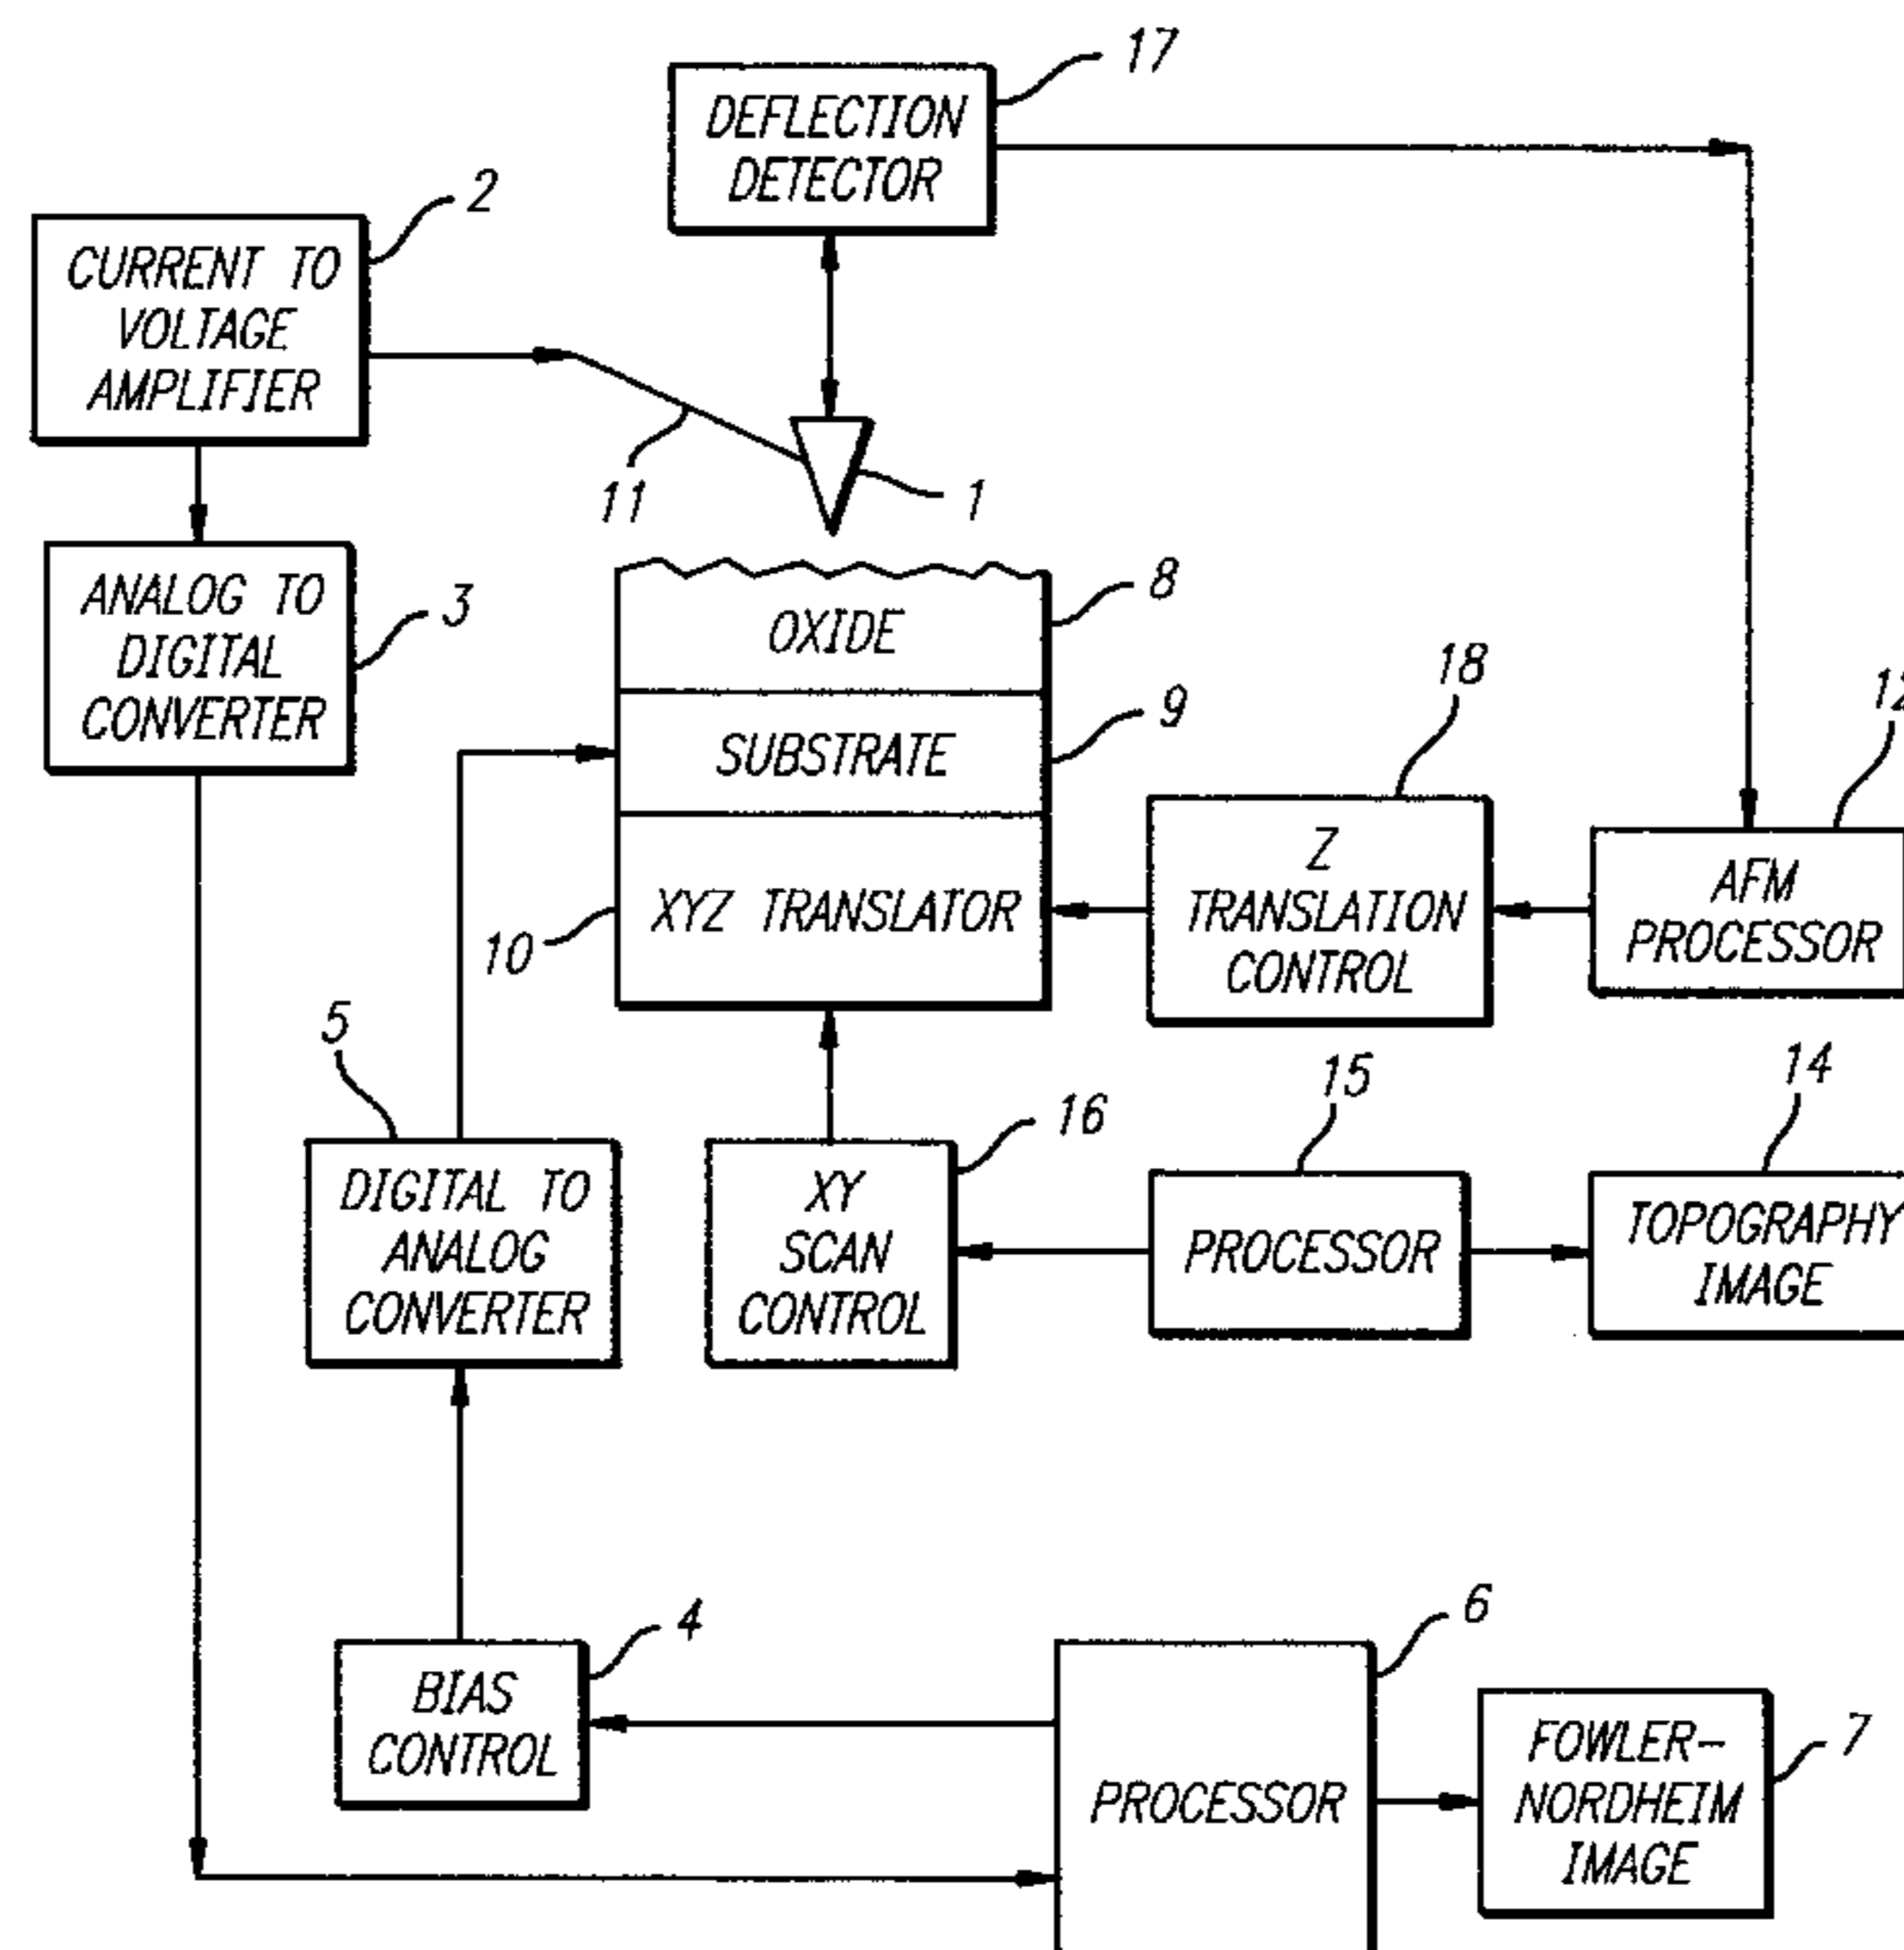 17
DEFLECTION
DETECTOR
2
CURRENT TO
VOLTAGE
AMPLIFIER
11
1
ANALOG TO
DIGITAL
CONVERTER
3
OXIDE
8
SUBSTRATE
9
XYZ TRANSLATOR
10
18
Z
TRANSLATION
CONTROL
12
AFM
PROCESSOR
5
DIGITAL TO
ANALOG
CONVERTER
16
XY
SCAN
CONTROL
15
PROCESSOR
14
TOPOGRAPHY
IMAGE
4
BIAS
CONTROL
6
PROCESSOR
FOWLER-
NORDHEIM
IMAGE
7